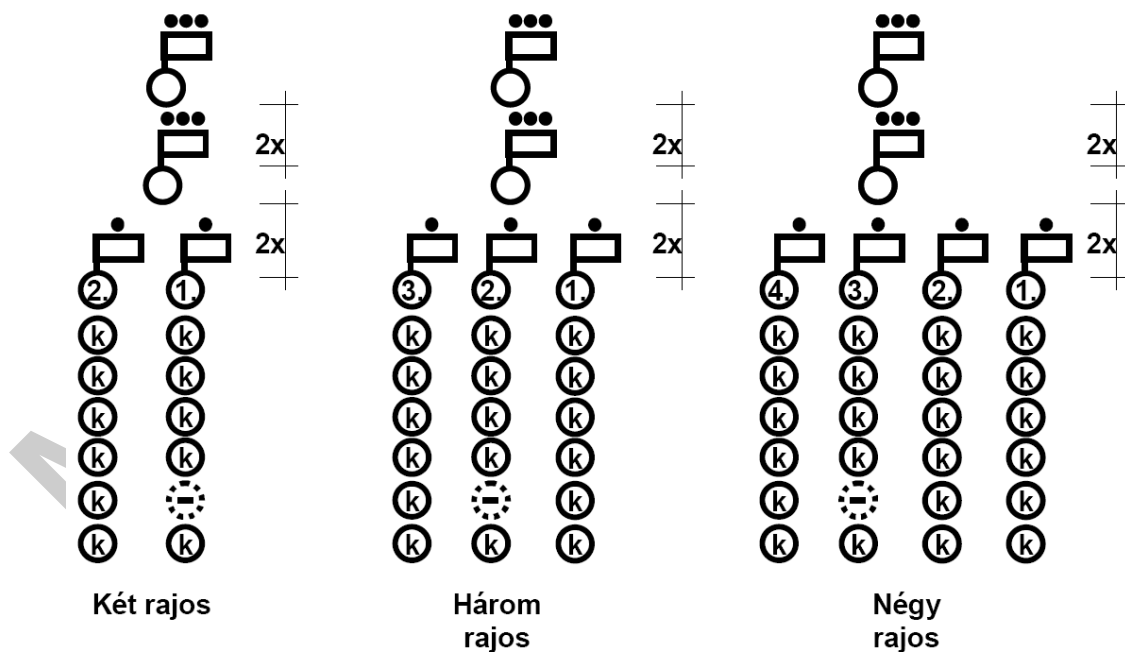 2x 2x 2x
2x 2x 2x
2. 1. 3. 2. 1. 4. 3. 2. 1.
k k k k k k k k k
k k k k k k k k k
k k k k k k k k k
k k k k k k k k k
k - k - k k - k k
k k k k k k k k k
Két rajos
Három
rajos
Négy
rajos